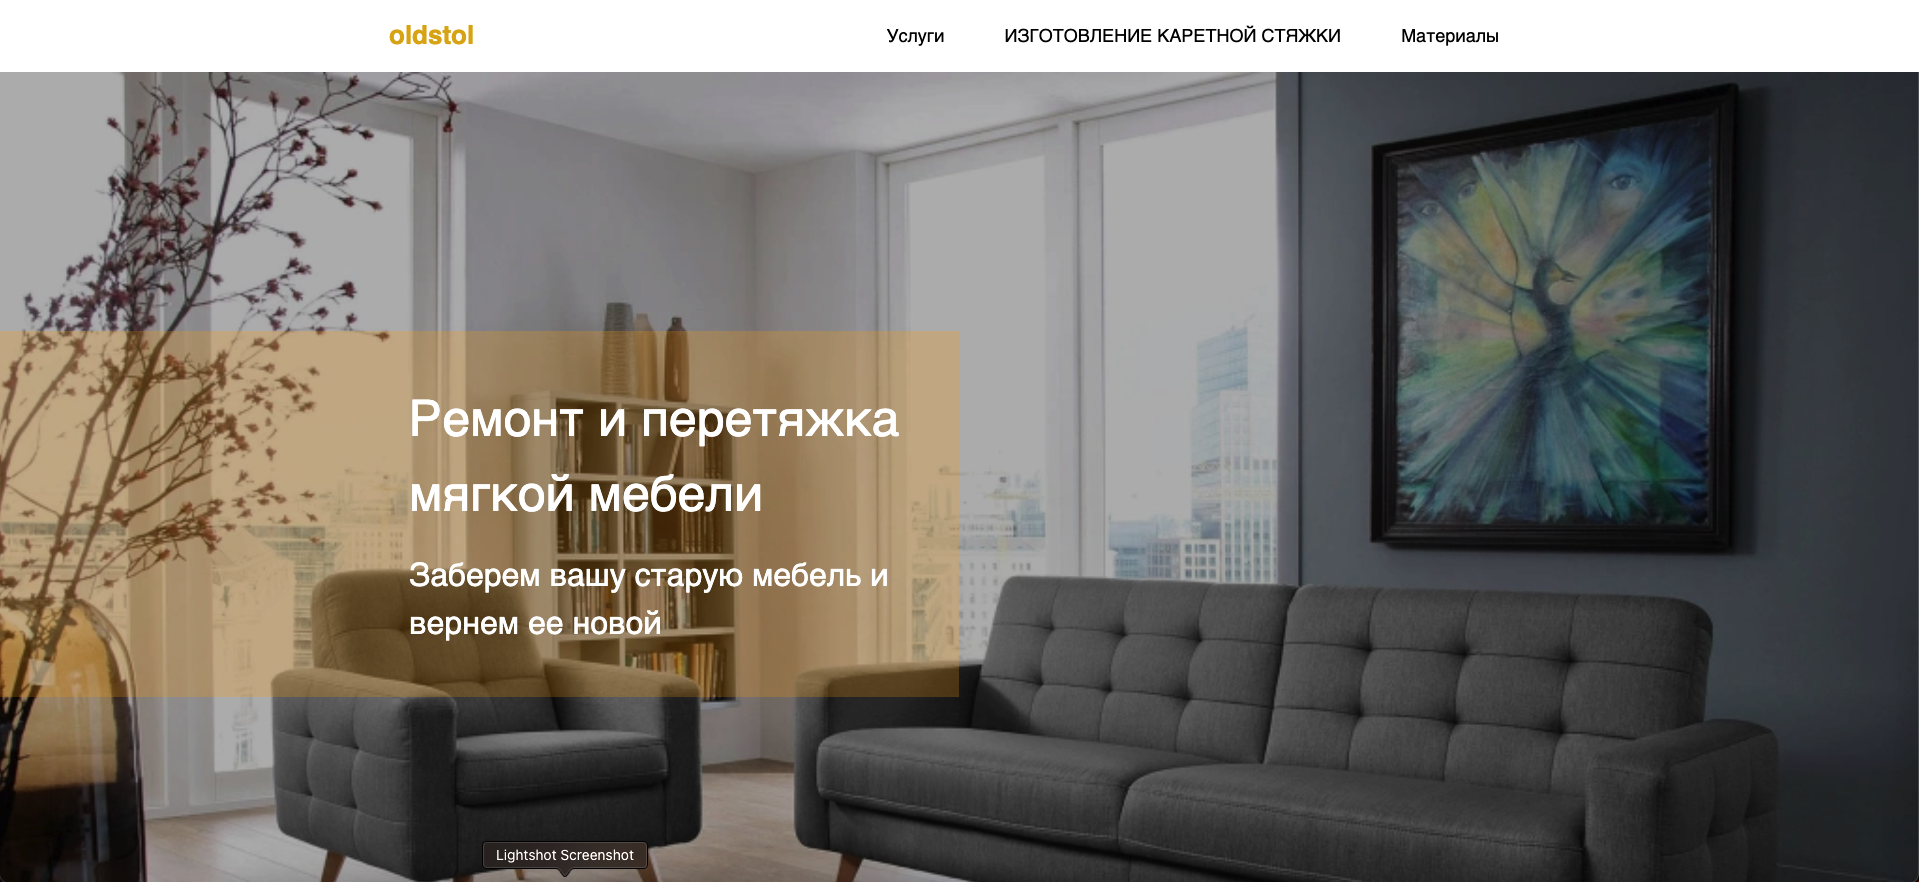 oldstol
Услуги
ИЗГОТОВЛЕНИЕ КАРЕТНОЙ СТЯЖКИ
Материалы
Ремонт и перетяжка
мягкой мебели
Заберем вашу старую мебель и
вернем ее новой
Lightshot Screenshot